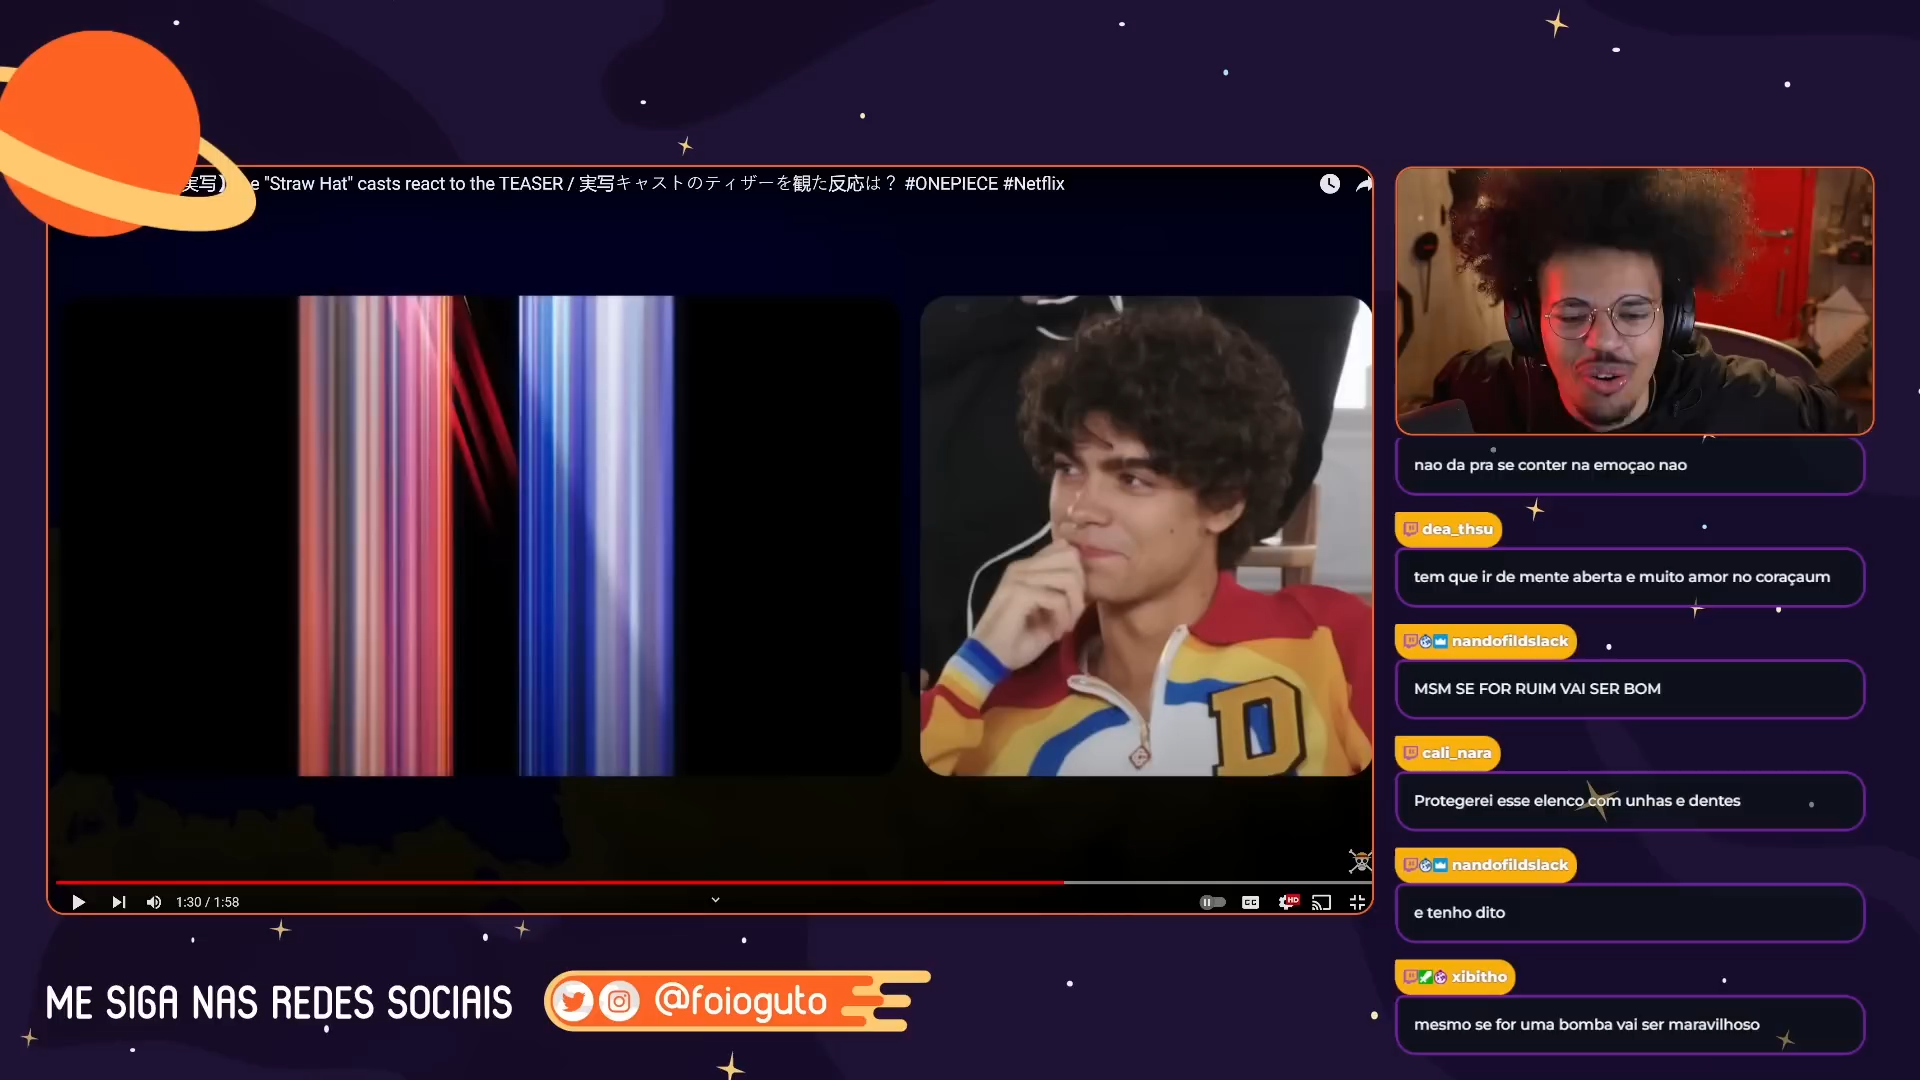 実写】 e "Straw Hat" casts react to the TEASER / 実写キャストのティザーを観た反応は？ #ONEPIECE #Netflix
D
1:30 / 1:58
CC
HD
nao da pra se conter na emoçao nao
dea_thsu
tem que ir de mente aberta e muito amor no coraçaum
nandofildslack
MSM SE FOR RUIM VAI SER BOM
cali_nara
Protegerei esse elenco com unhas e dentes
nandofildslack
e tenho dito
xibitho
mesmo se for uma bomba vai ser maravilhoso
ME SIGA NAS REDES SOCIAIS
@foioguto